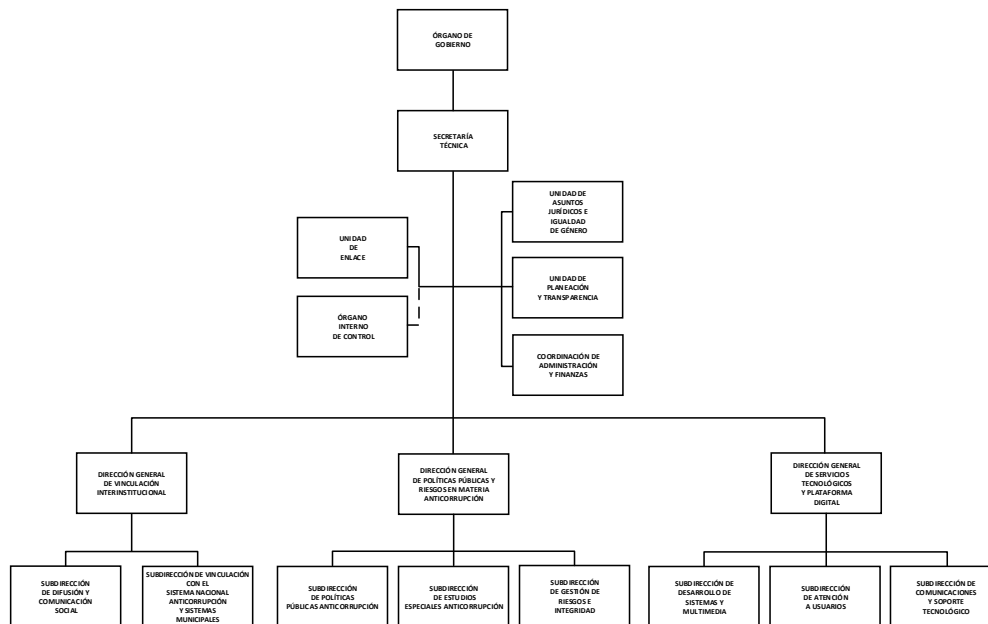 ÓRGANO DE
GOBIERNO
SECRETARÍA
TÉCNICA
UNIDAD DE
ASUNTOS
JURÍDICOS E
IGUALDAD
DE GÉNERO
UNIDAD
DE
ENLACE
UNIDAD DE
PLANEACIÓN
Y TRANSPARENCIA
ÓRGANO
INTERNO
DE CONTROL
COORDINACIÓN DE
ADMINISTRACIÓN
Y FINANZAS
DIRECCIÓN GENERAL
DE VINCULACIÓN
INTERINSTITUCIONAL
DIRECCIÓN GENERAL
DE POLÍTICAS PÚBLICAS Y
RIESGOS EN MATERIA
ANTICORRUPCIÓN
DIRECCIÓN GENERAL
DE SERVICIOS
TECNOLÓGICOS
Y PLATAFORMA
DIGITAL
SUBDIRECCIÓN
DE DIFUSIÓN Y
COMUNICACIÓN
SOCIAL
SUBDIRECCIÓN DE VINCULACIÓN
CON EL
SISTEMA NACIONAL
ANTICORRUPCIÓN
Y SISTEMAS
MUNICIPALES
SUBDIRECCIÓN
DE POLÍTICAS
PÚBLICAS ANTICORRUPCIÓN
SUBDIRECCIÓN
DE ESTUDIOS
ESPECIALES ANTICORRUPCIÓN
SUBDIRECCIÓN
DE GESTIÓN DE
RIESGOS E
INTEGRIDAD
SUBDIRECCIÓN DE
DESARROLLO DE
SISTEMAS Y
MULTIMEDIA
SUBDIRECCIÓN
DE ATENCIÓN
A USUARIOS
SUBDIRECCIÓN DE
COMUNICACIONES
Y SOPORTE
TECNOLÓGICO